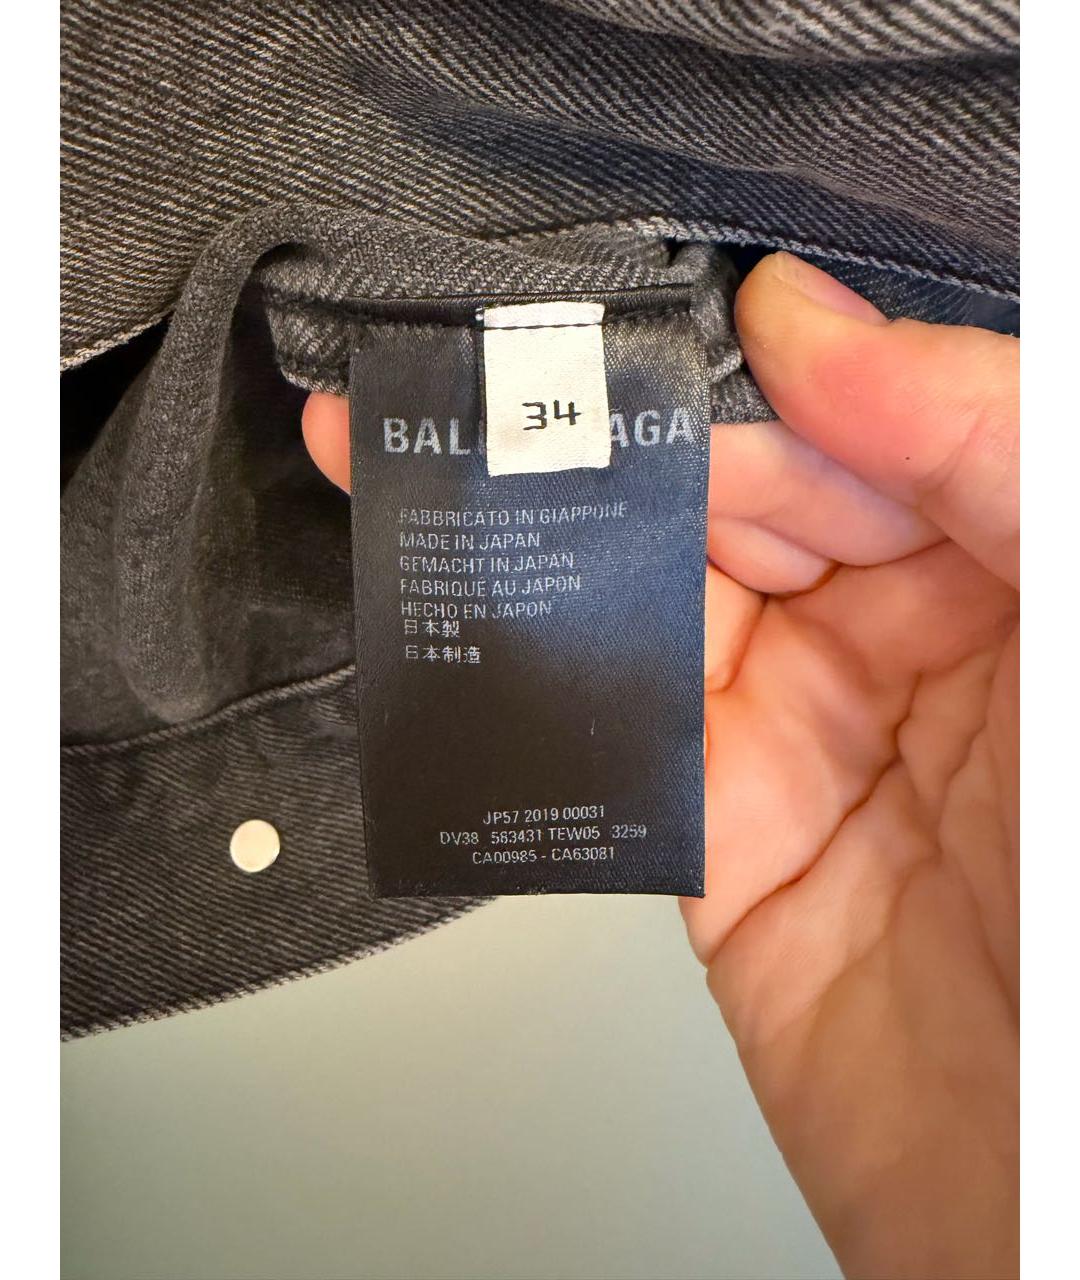 34
BAL AGA
FABBRICATO IN GIAPPONE
MADE IN JAPAN
GEMACHT IN JAPAN
FABRIQUÉ AU JAPON
HECHO EN JAPON
日本製
日本制造
JP57 2019 00031
DV38 583431 TEW05 3259
CA00985 - CA63081